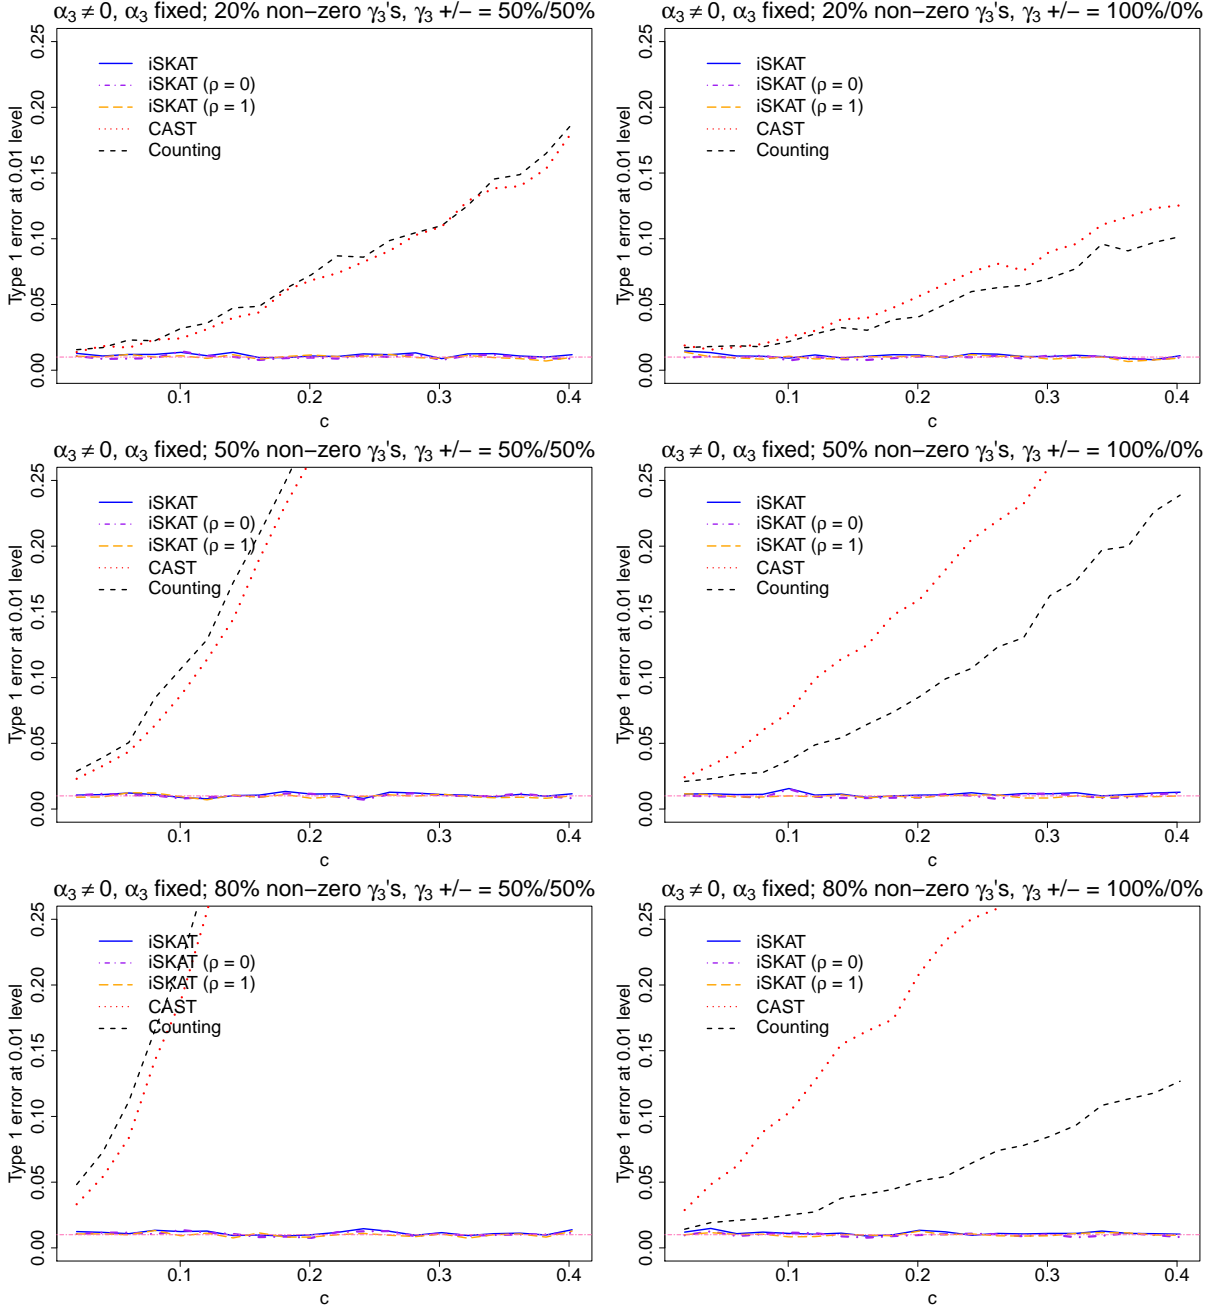 α₃ ≠ 0, α₃ fixed; 20% non−zero γ₃'s, γ₃ +/− = 50%/50%
Type 1 error at 0.01 level
0.25
0.20
0.15
0.10
0.05
0.00
iSKAT
iSKAT (ρ = 0)
iSKAT (ρ = 1)
CAST
Counting
0.1 0.2 0.3 0.4
c
α₃ ≠ 0, α₃ fixed; 20% non−zero γ₃'s, γ₃ +/− = 100%/0%
Type 1 error at 0.01 level
0.25
0.20
0.15
0.10
0.05
0.00
iSKAT
iSKAT (ρ = 0)
iSKAT (ρ = 1)
CAST
Counting
0.1 0.2 0.3 0.4
c
α₃ ≠ 0, α₃ fixed; 50% non−zero γ₃'s, γ₃ +/− = 50%/50%
Type 1 error at 0.01 level
0.25
0.20
0.15
0.10
0.05
0.00
iSKAT
iSKAT (ρ = 0)
iSKAT (ρ = 1)
CAST
Counting
0.1 0.2 0.3 0.4
c
α₃ ≠ 0, α₃ fixed; 50% non−zero γ₃'s, γ₃ +/− = 100%/0%
Type 1 error at 0.01 level
0.25
0.20
0.15
0.10
0.05
0.00
iSKAT
iSKAT (ρ = 0)
iSKAT (ρ = 1)
CAST
Counting
0.1 0.2 0.3 0.4
c
α₃ ≠ 0, α₃ fixed; 80% non−zero γ₃'s, γ₃ +/− = 50%/50%
Type 1 error at 0.01 level
0.25
0.20
0.15
0.10
0.05
0.00
iSKAT
iSKAT (ρ = 0)
iSKAT (ρ = 1)
CAST
Counting
0.1 0.2 0.3 0.4
c
α₃ ≠ 0, α₃ fixed; 80% non−zero γ₃'s, γ₃ +/− = 100%/0%
Type 1 error at 0.01 level
0.25
0.20
0.15
0.10
0.05
0.00
iSKAT
iSKAT (ρ = 0)
iSKAT (ρ = 1)
CAST
Counting
0.1 0.2 0.3 0.4
c